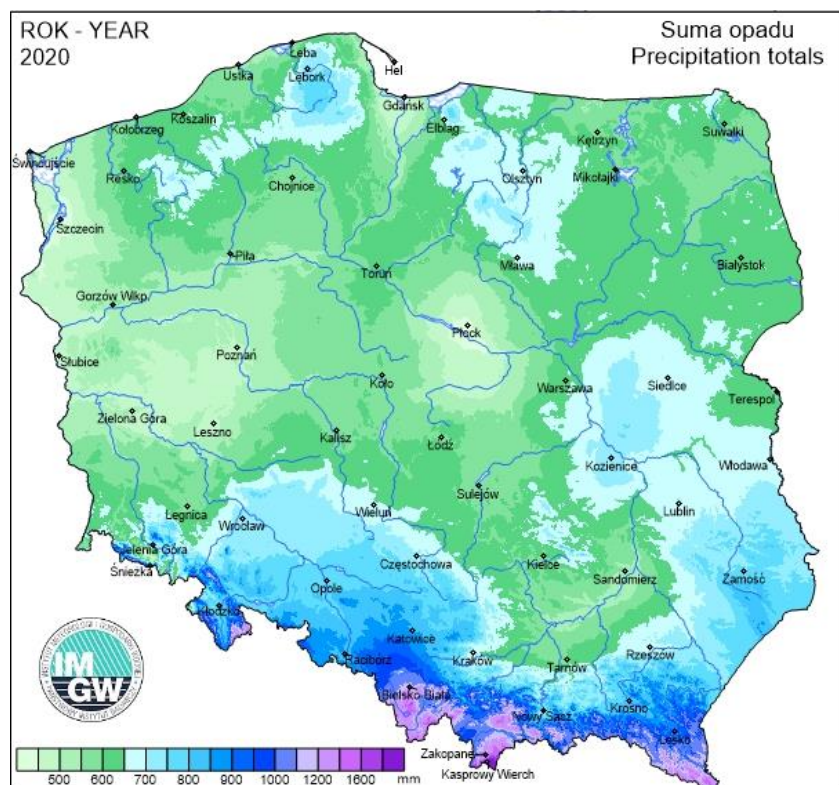 ROK - YEAR
2020
Suma opadu
Precipitation totals
Łeba
Hel
Ustka
Lębork
Gdańsk
Kołobrzeg
Koszalin
Elbląg
Suwałki
Kętrzyn
Świnoujście
Resko
Chojnice
Olsztyn
Mikołajki
Szczecin
Piła
Toruń
Mława
Białystok
Gorzów Wlkp.
Płock
Słubice
Poznań
Koło
Warszawa
Siedlce
Terespol
Zielona Góra
Leszno
Kalisz
Łódź
Kozienice
Włodawa
Sulejów
Legnica
Wrocław
Wieluń
Lublin
Jelenia Góra
Śnieżka
Częstochowa
Kielce
Opole
Sandomierz
Zamość
Kłodzko
Katowice
Racibórz
Kraków
Tarnów
Rzeszów
Bielsko-Biała
Nowy Sącz
Krosno
Lesko
Zakopane
Kasprowy Wierch
IM
GW
500 600 700 800 900 1000 1200 1600 mm